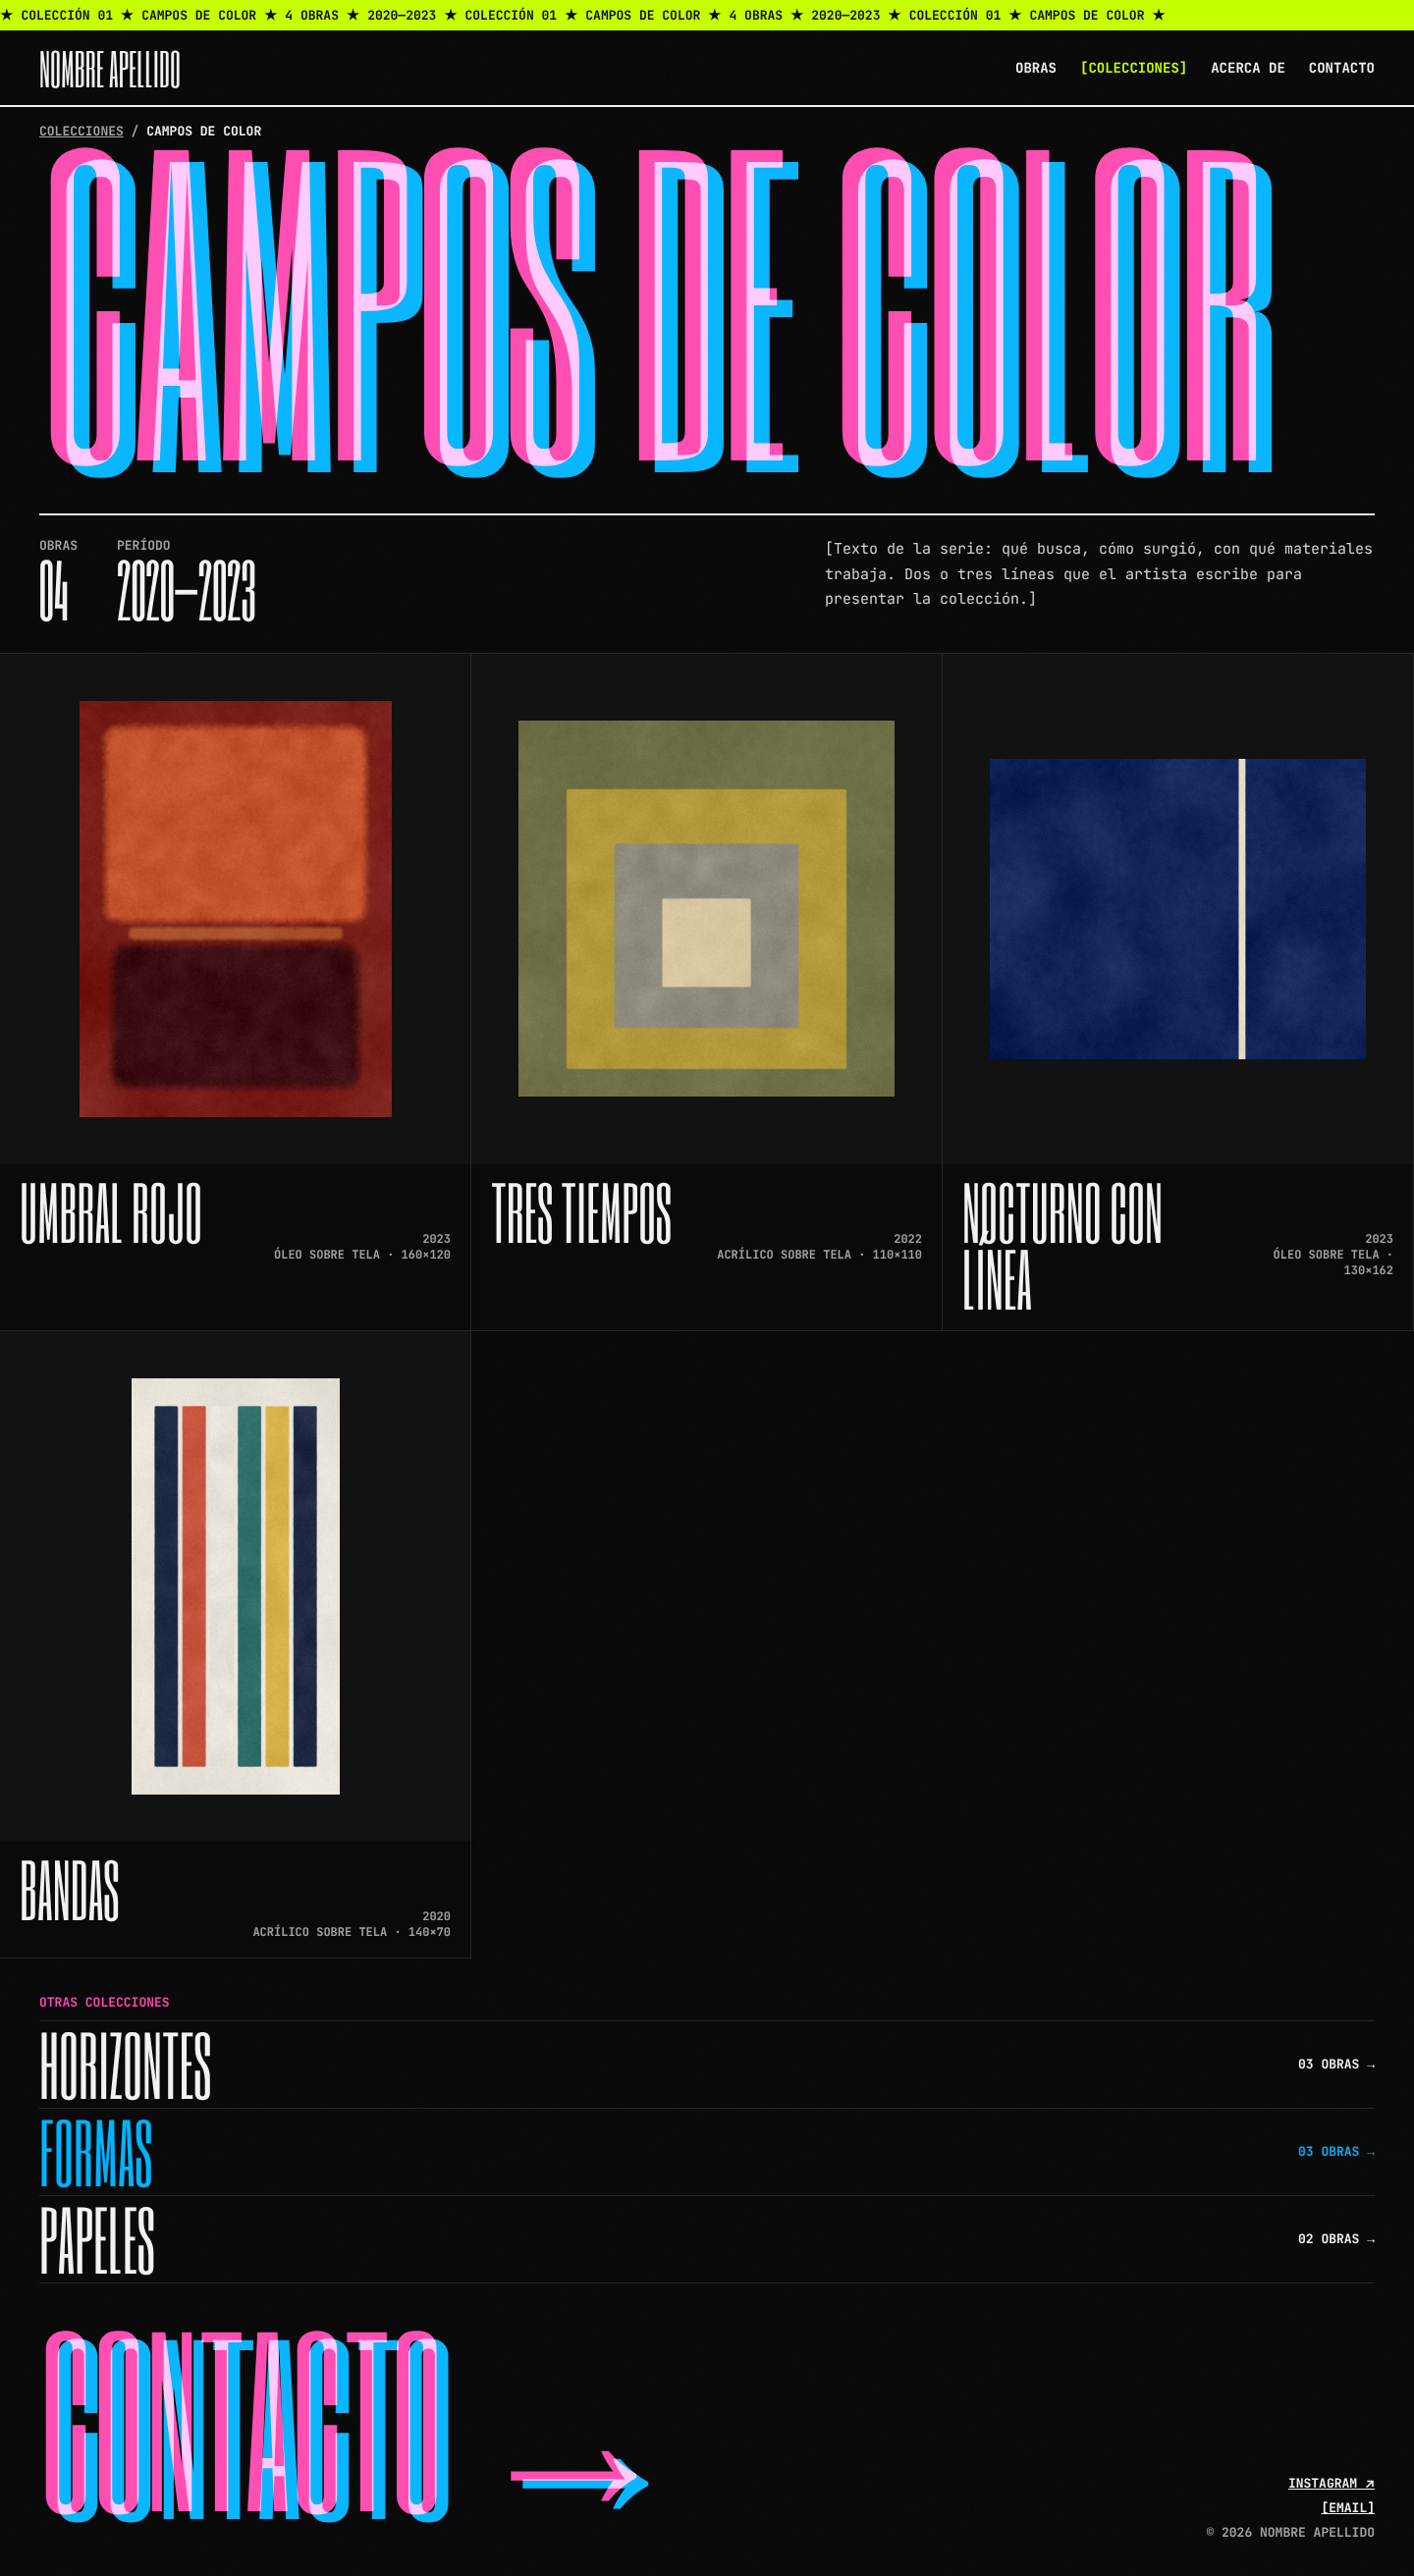 ★ COLECCIÓN 01 ★ CAMPOS DE COLOR ★ 4 OBRAS ★ 2020—2023 ★ COLECCIÓN 01 ★ CAMPOS DE COLOR ★ 4 OBRAS ★ 2020—2023 ★ COLECCIÓN 01 ★ CAMPOS DE COLOR ★
NOMBRE APELLIDO
OBRAS [COLECCIONES] ACERCA DE CONTACTO
COLECCIONES / CAMPOS DE COLOR
CAMPOS DE COLOR
OBRAS
04
PERÍODO
2020—2023
[Texto de la serie: qué busca, cómo surgió, con qué materiales
trabaja. Dos o tres líneas que el artista escribe para
presentar la colección.]
UMBRAL ROJO
2023
ÓLEO SOBRE TELA · 160×120
TRES TIEMPOS
2022
ACRÍLICO SOBRE TELA · 110×110
NOCTURNO CON
LÍNEA
2023
ÓLEO SOBRE TELA ·
130×162
BANDAS
2020
ACRÍLICO SOBRE TELA · 140×70
OTRAS COLECCIONES
HORIZONTES
03 OBRAS →
FORMAS
03 OBRAS →
PAPELES
02 OBRAS →
CONTACTO →
INSTAGRAM ↗
[EMAIL]
© 2026 NOMBRE APELLIDO